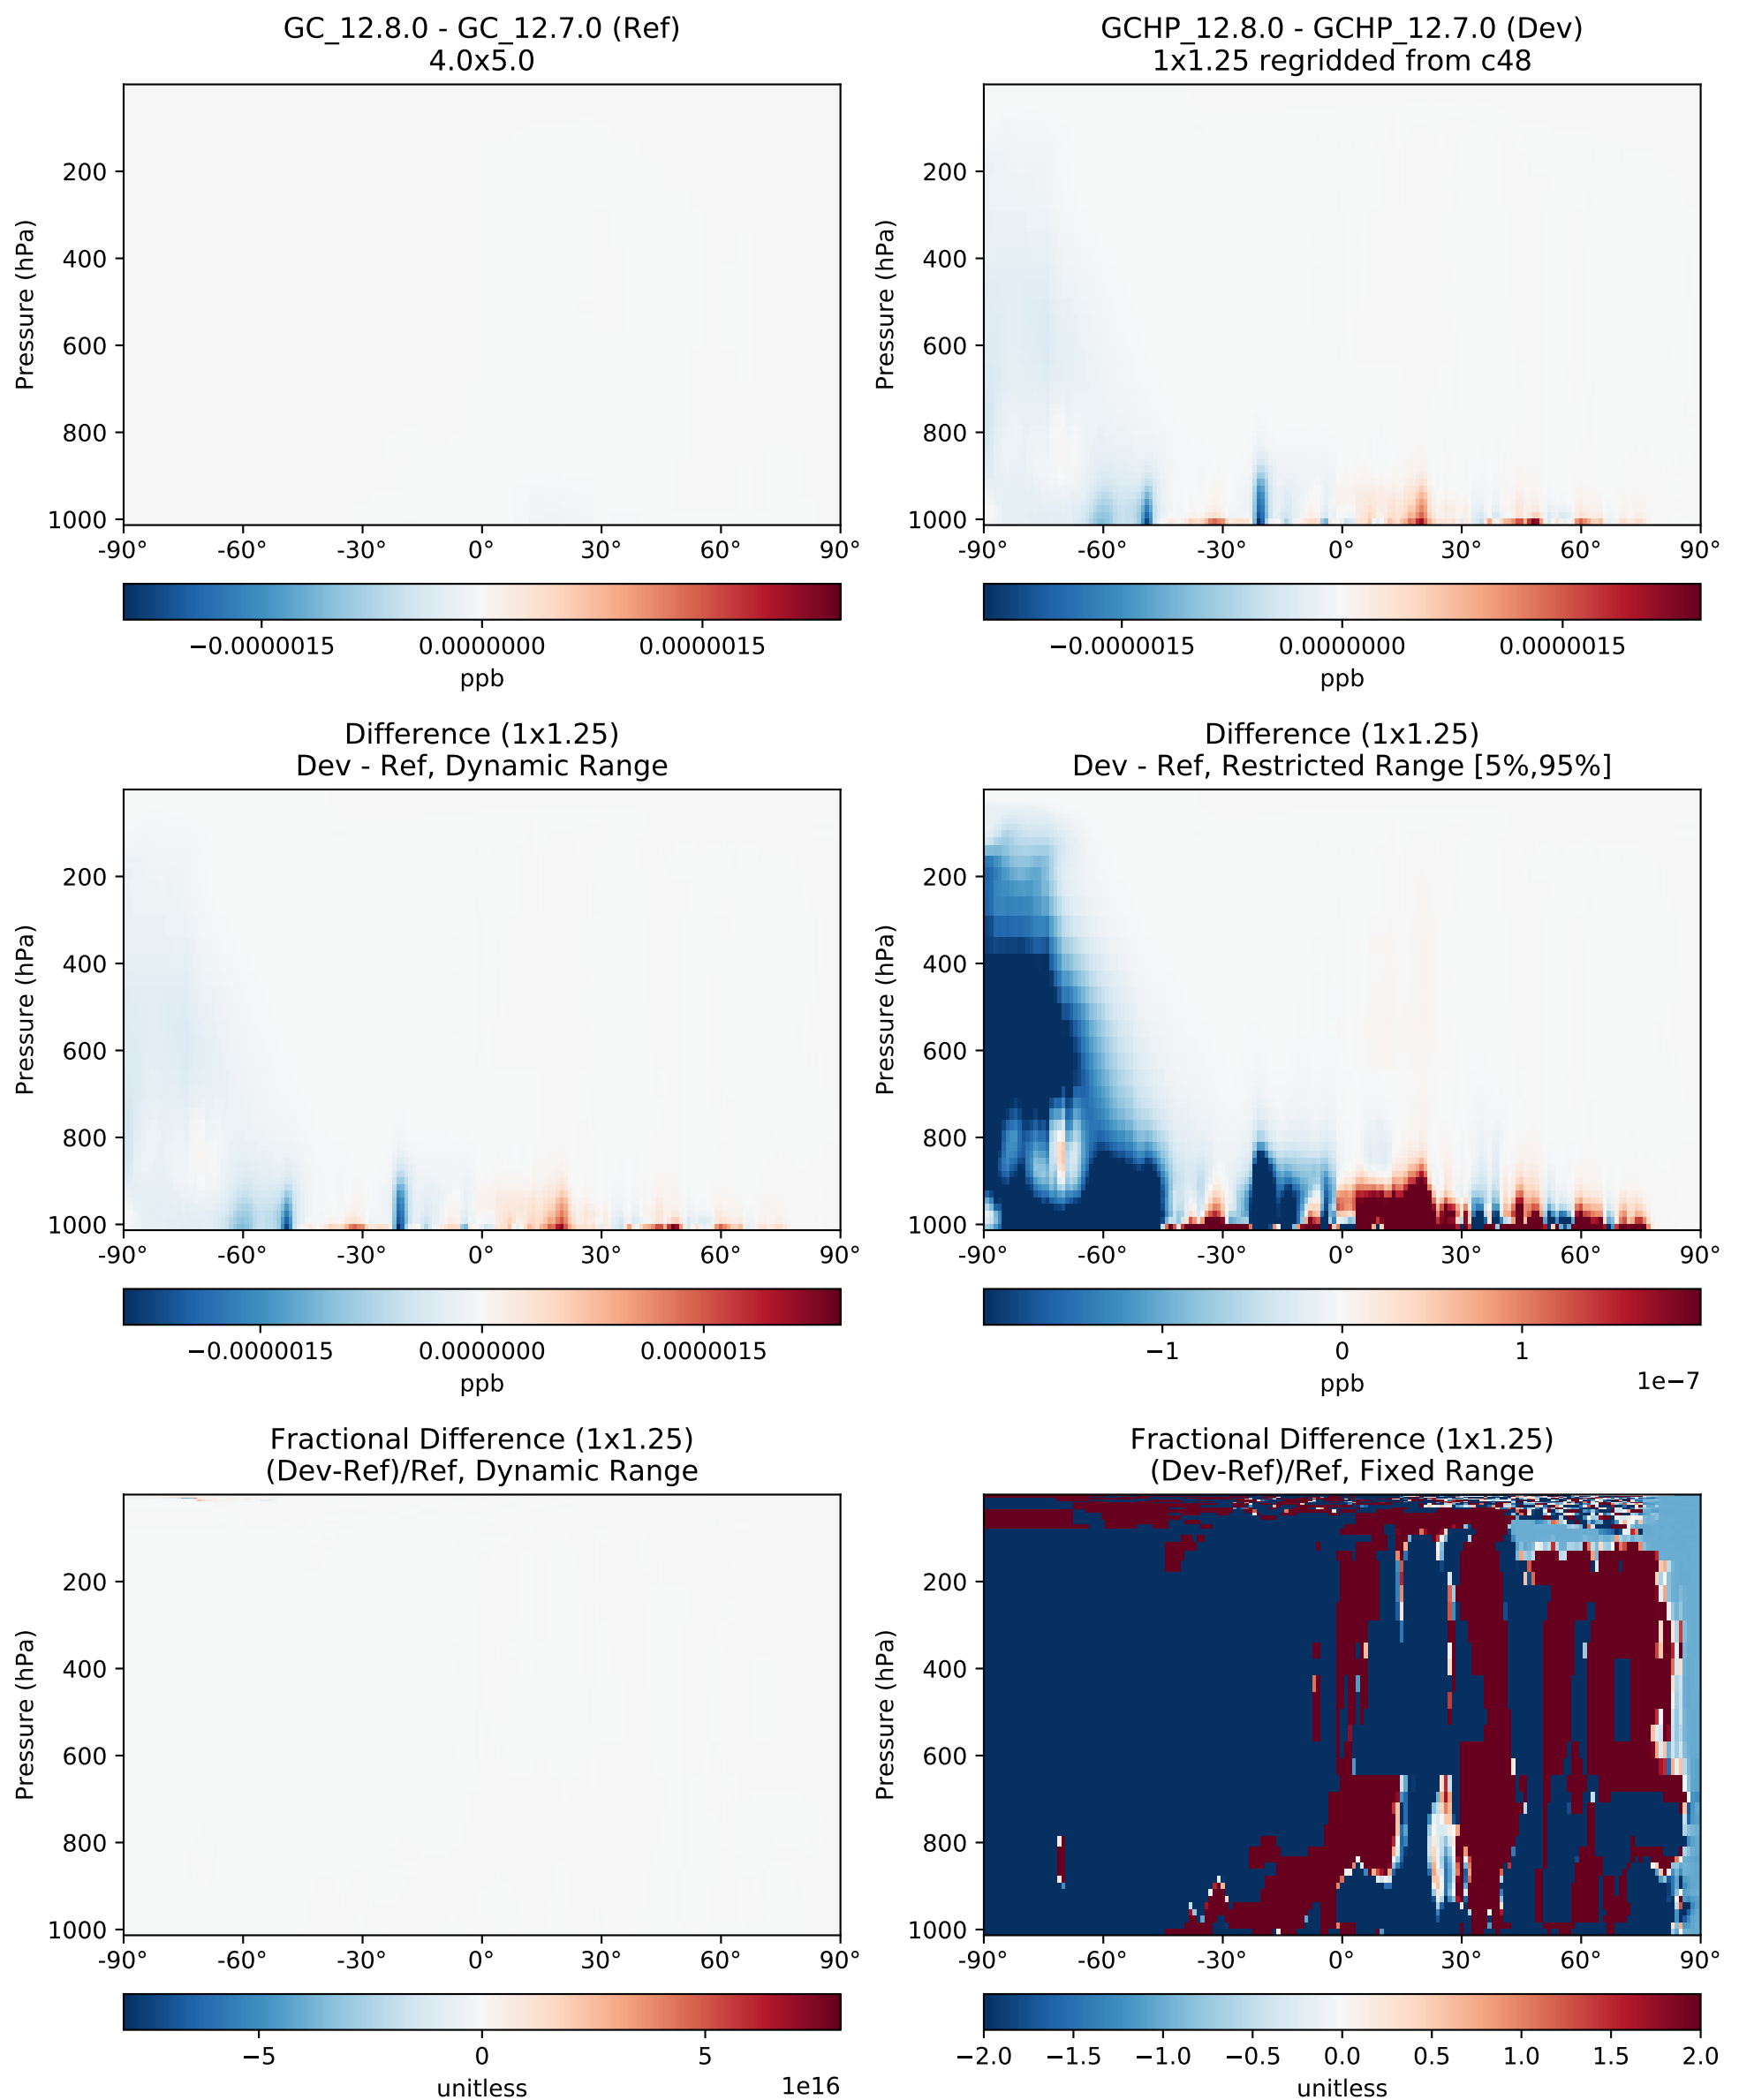 GC_12.8.0 - GC_12.7.0 (Ref)
4.0x5.0
GCHP_12.8.0 - GCHP_12.7.0 (Dev)
1x1.25 regridded from c48
Pressure (hPa)
200
400
600
800
1000
-90° -60° -30° 0° 30° 60° 90°
−0.0000015 0.0000000 0.0000015
ppb
Pressure (hPa)
200
400
600
800
1000
-90° -60° -30° 0° 30° 60° 90°
−0.0000015 0.0000000 0.0000015
ppb
Difference (1x1.25)
Dev - Ref, Dynamic Range
Difference (1x1.25)
Dev - Ref, Restricted Range [5%,95%]
Pressure (hPa)
200
400
600
800
1000
-90° -60° -30° 0° 30° 60° 90°
−0.0000015 0.0000000 0.0000015
ppb
Pressure (hPa)
200
400
600
800
1000
-90° -60° -30° 0° 30° 60° 90°
−1 0 1
ppb 1e−7
Fractional Difference (1x1.25)
(Dev-Ref)/Ref, Dynamic Range
Fractional Difference (1x1.25)
(Dev-Ref)/Ref, Fixed Range
Pressure (hPa)
200
400
600
800
1000
-90° -60° -30° 0° 30° 60° 90°
−5 0 5
unitless 1e16
Pressure (hPa)
200
400
600
800
1000
-90° -60° -30° 0° 30° 60° 90°
−2.0 −1.5 −1.0 −0.5 0.0 0.5 1.0 1.5 2.0
unitless